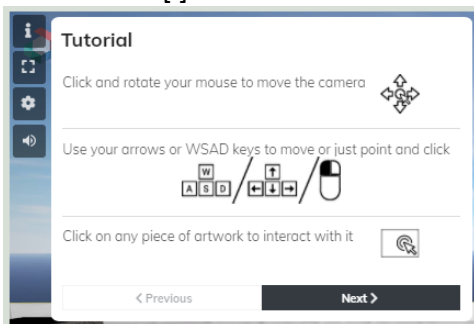 Tutorial
Click and rotate your mouse to move the camera
Use your arrows or WSAD keys to move or just point and click
W
A S D
Click on any piece of artwork to interact with it
< Previous
Next >